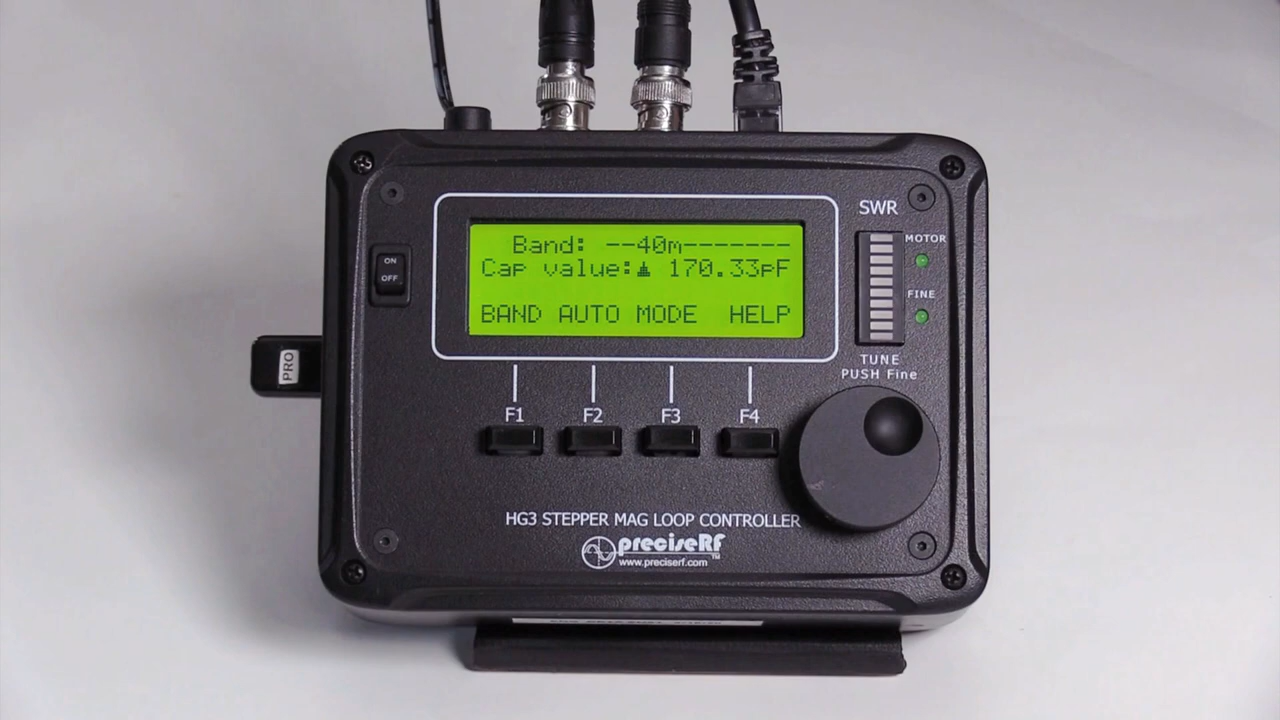 SWR
Band: --40m-------
Cap value: 170.33pF
BAND AUTO MODE HELP
ON
OFF
MOTOR
FINE
PRO
TUNE
PUSH Fine
F1 F2 F3 F4
HG3 STEPPER MAG LOOP CONTROLLER
preciseRF
TM
www.preciserf.com